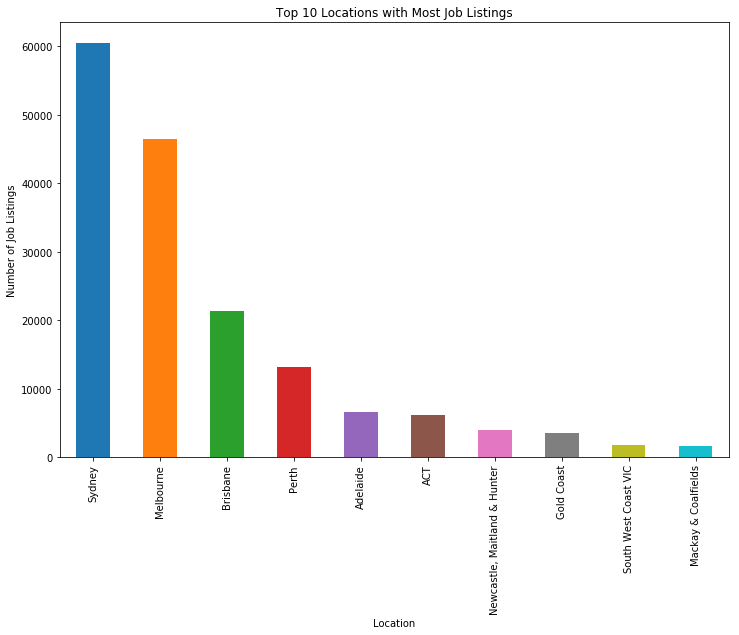 Top 10 Locations with Most Job Listings
Number of Job Listings
60000
50000
40000
30000
20000
10000
0
Sydney
Melbourne
Brisbane
Perth
Adelaide
ACT
Newcastle, Maitland & Hunter
Gold Coast
South West Coast VIC
Mackay & Coalfields
Location